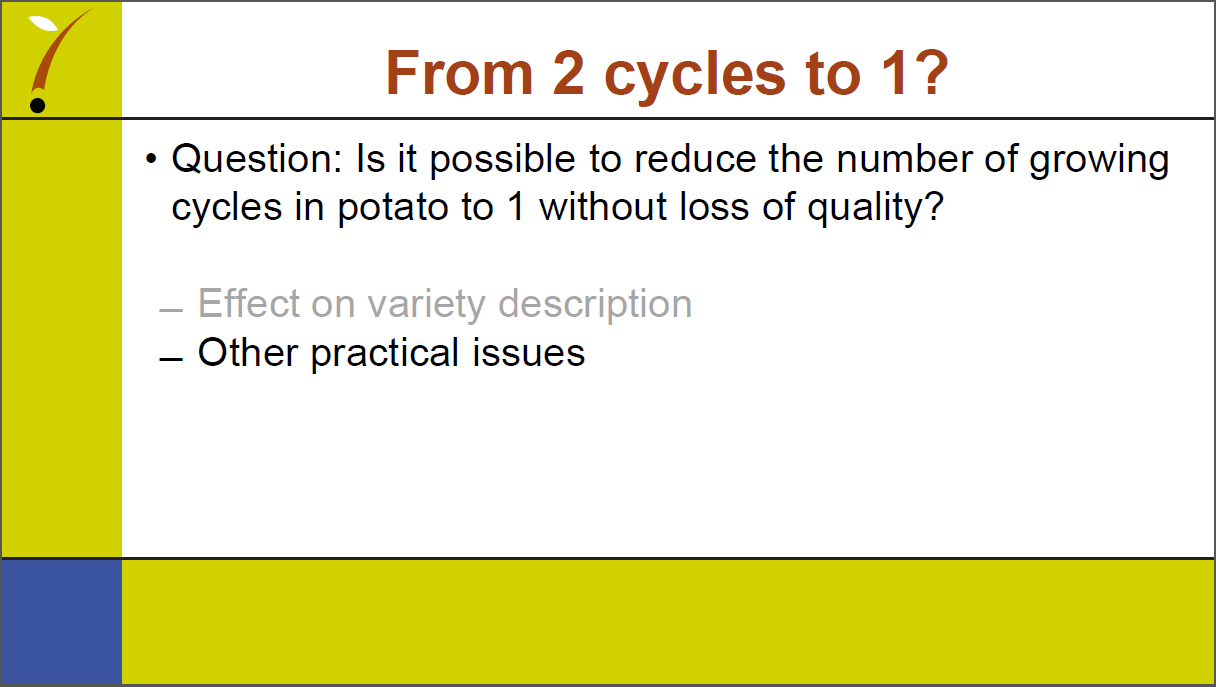 From 2 cycles to 1?
• Question: Is it possible to reduce the number of growing
cycles in potato to 1 without loss of quality?
– Effect on variety description
– Other practical issues